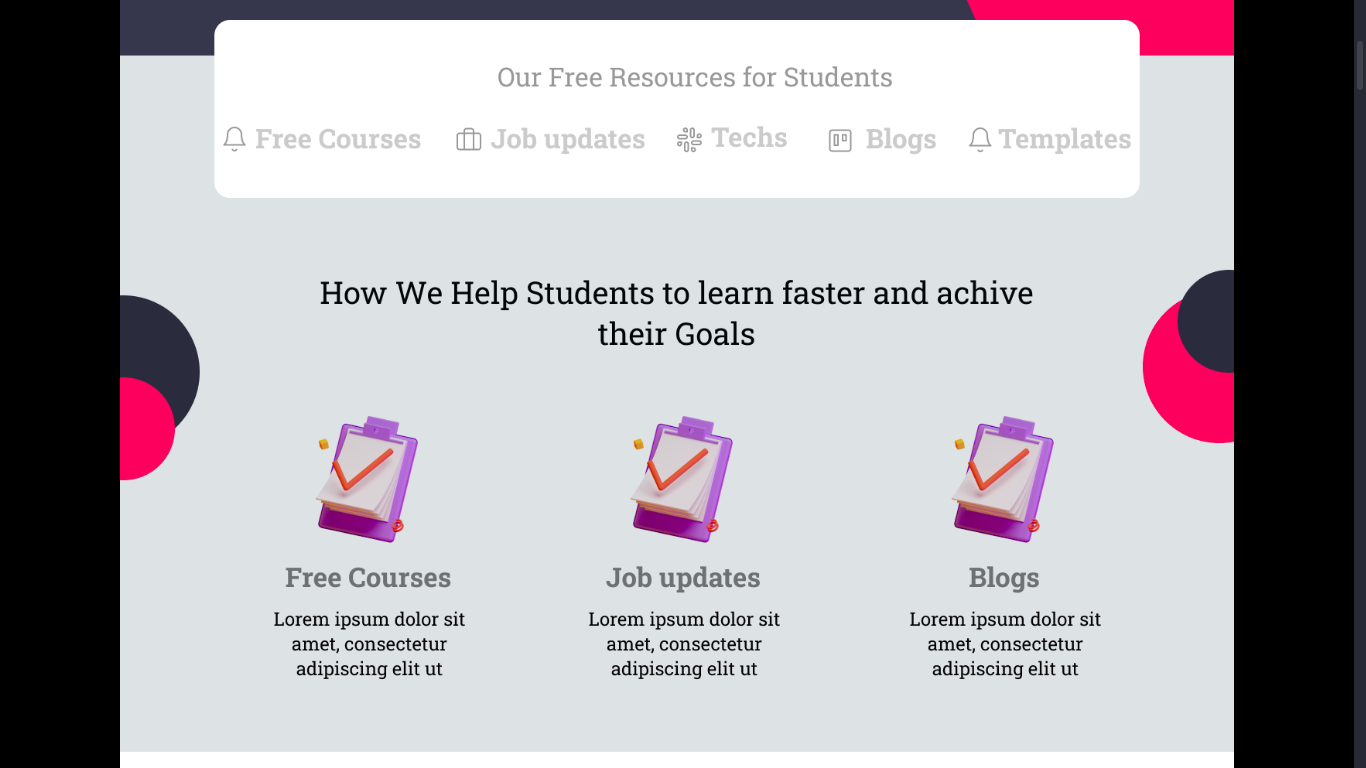 Our Free Resources for Students
Free Courses Job updates Techs Blogs Templates
How We Help Students to learn faster and achive
their Goals
Free Courses
Lorem ipsum dolor sit
amet, consectetur
adipiscing elit ut
Job updates
Lorem ipsum dolor sit
amet, consectetur
adipiscing elit ut
Blogs
Lorem ipsum dolor sit
amet, consectetur
adipiscing elit ut